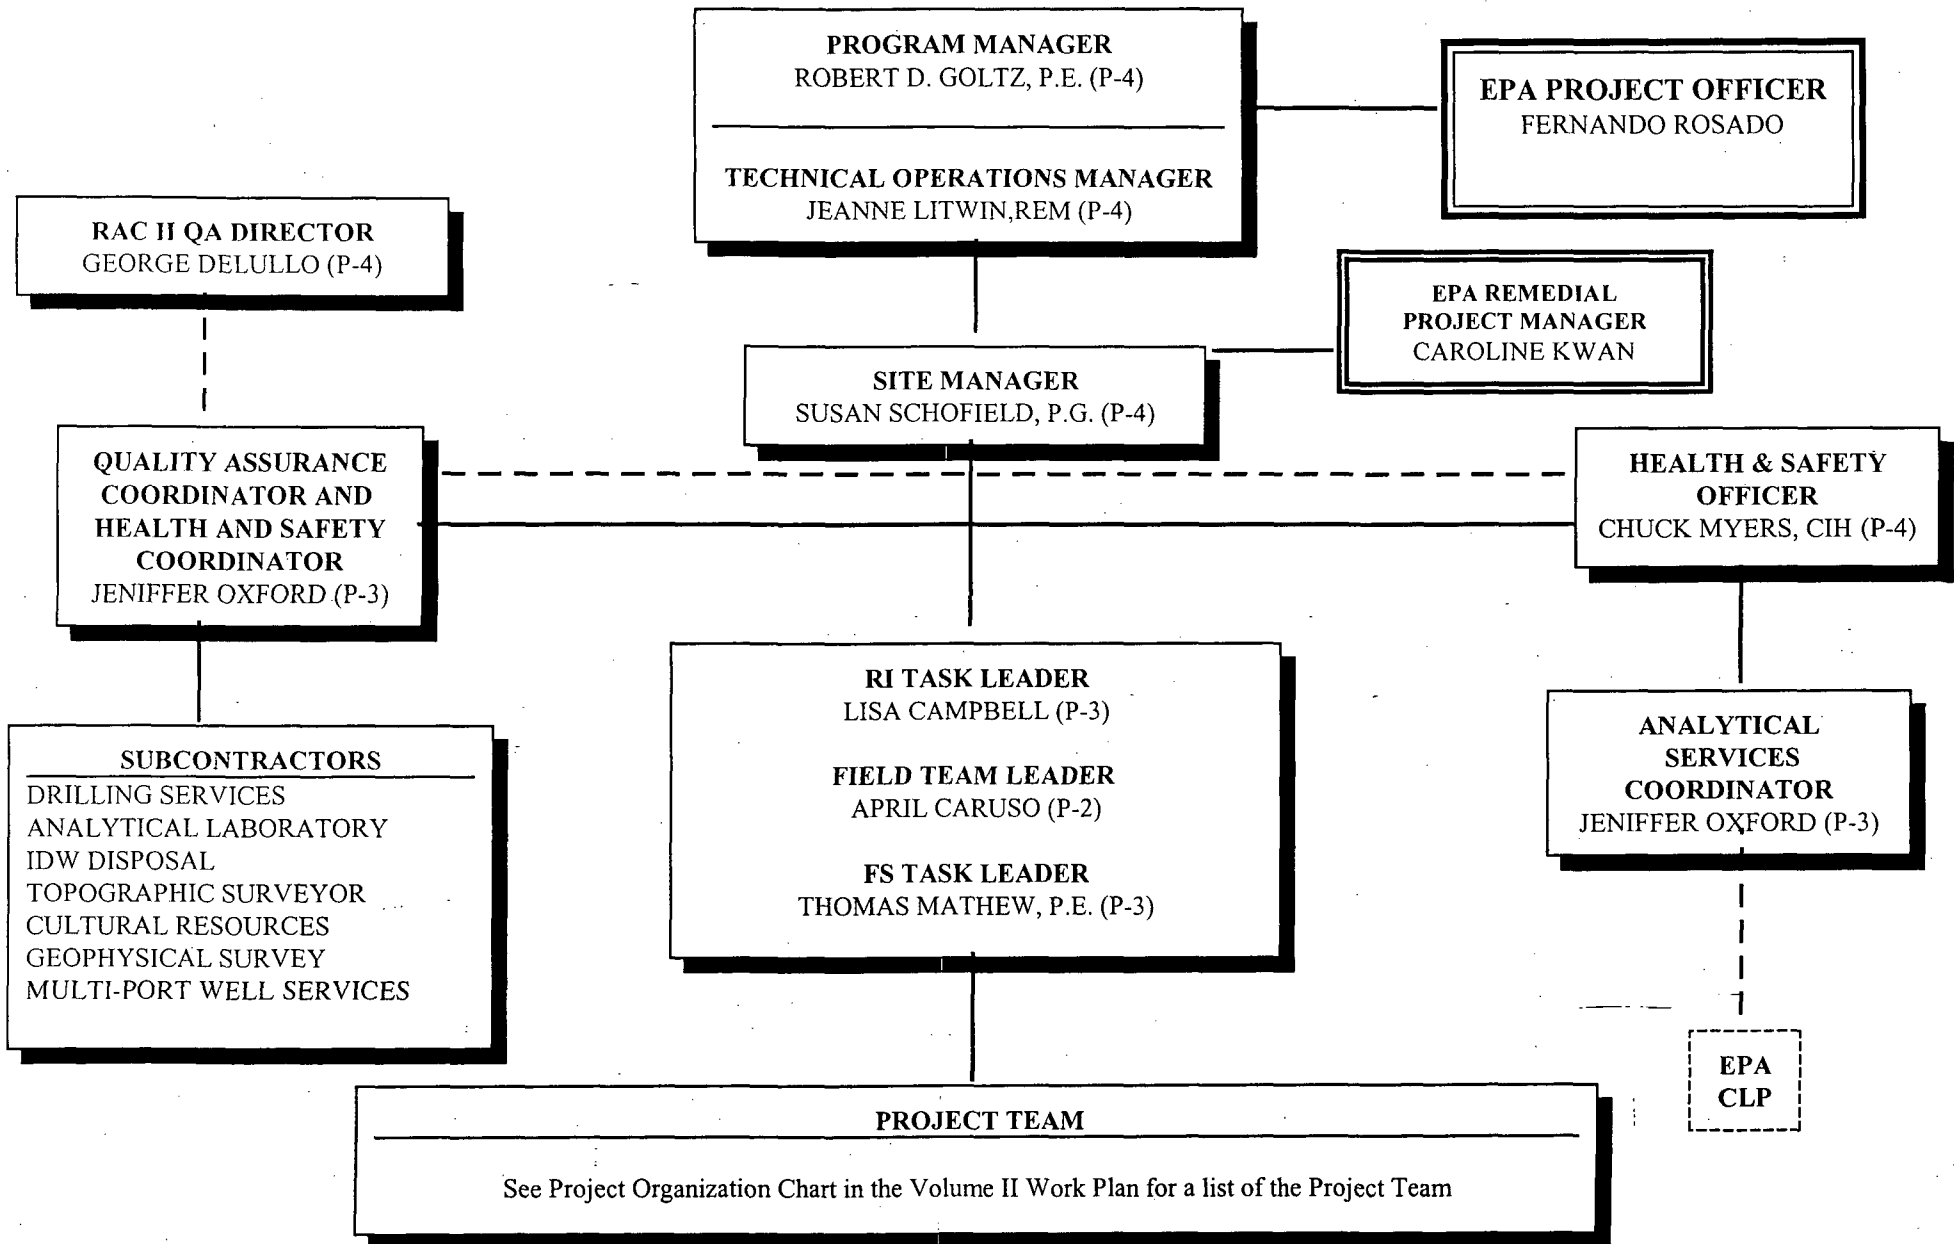 PROGRAM MANAGER
ROBERT D. GOLTZ, P.E. (P-4)
TECHNICAL OPERATIONS MANAGER
JEANNE LITWIN,REM (P-4)
EPA PROJECT OFFICER
FERNANDO ROSADO
RAC II QA DIRECTOR
GEORGE DELULLO (P-4)
EPA REMEDIAL
PROJECT MANAGER
CAROLINE KWAN
SITE MANAGER
SUSAN SCHOFIELD, P.G. (P-4)
QUALITY ASSURANCE
COORDINATOR AND
HEALTH AND SAFETY
COORDINATOR
JENIFFER OXFORD (P-3)
HEALTH & SAFETY
OFFICER
CHUCK MYERS, CIH (P-4)
SUBCONTRACTORS
DRILLING SERVICES
ANALYTICAL LABORATORY
IDW DISPOSAL
TOPOGRAPHIC SURVEYOR
CULTURAL RESOURCES
GEOPHYSICAL SURVEY
MULTI-PORT WELL SERVICES
RI TASK LEADER
LISA CAMPBELL (P-3)
FIELD TEAM LEADER
APRIL CARUSO (P-2)
FS TASK LEADER
THOMAS MATHEW, P.E. (P-3)
ANALYTICAL
SERVICES
COORDINATOR
JENIFFER OXFORD (P-3)
EPA
CLP
PROJECT TEAM
See Project Organization Chart in the Volume II Work Plan for a list of the Project Team